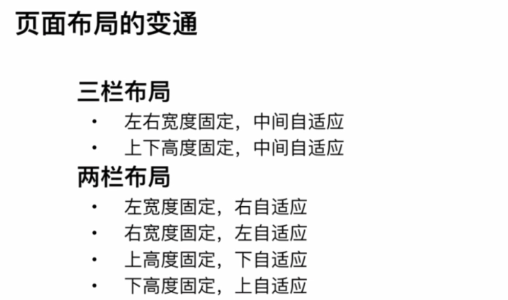 页面布局的变通
三栏布局
• 左右宽度固定，中间自适应
• 上下高度固定，中间自适应
两栏布局
• 左宽度固定，右自适应
• 右宽度固定，左自适应
• 上高度固定，下自适应
• 下高度固定，上自适应